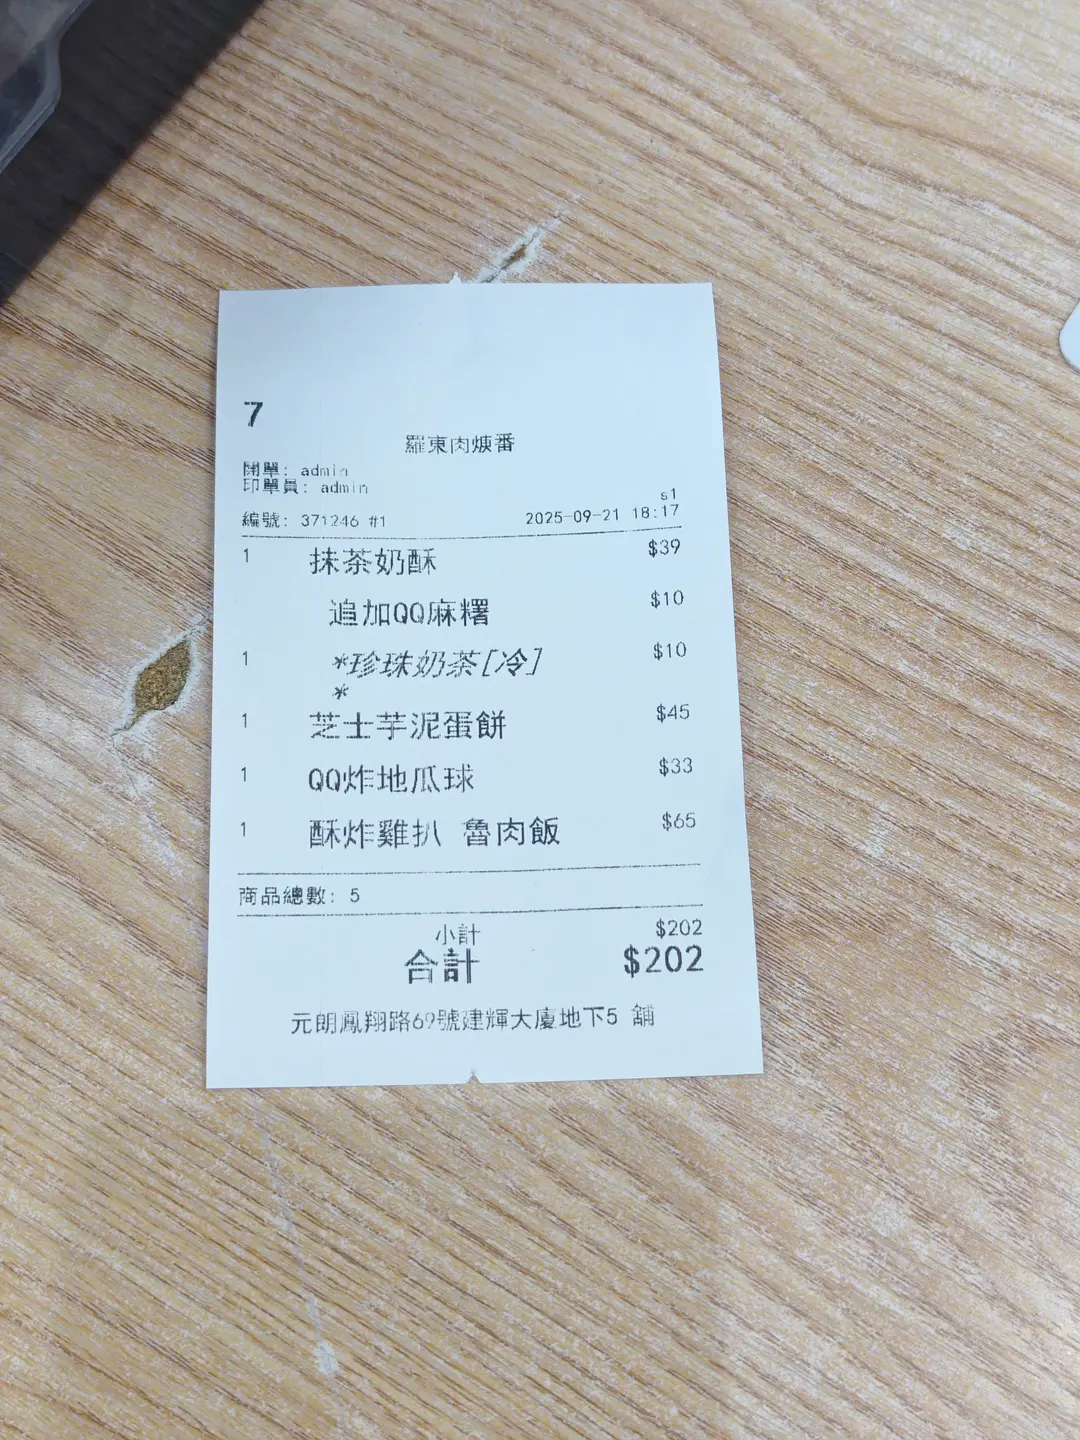 7
羅東肉焿番
開單: admin
印單員: admin
s1
編號: 371246 #1 2025-09-21 18:17
1 抹茶奶酥 $39
追加QQ麻糬 $10
1 *珍珠奶茶[冷] $10
*
1 芝士芋泥蛋餅 $45
1 QQ炸地瓜球 $33
1 酥炸雞扒 魯肉飯 $65
商品總數: 5
小計 $202
合計 $202
元朗鳳翔路69號建輝大廈地下5 舖